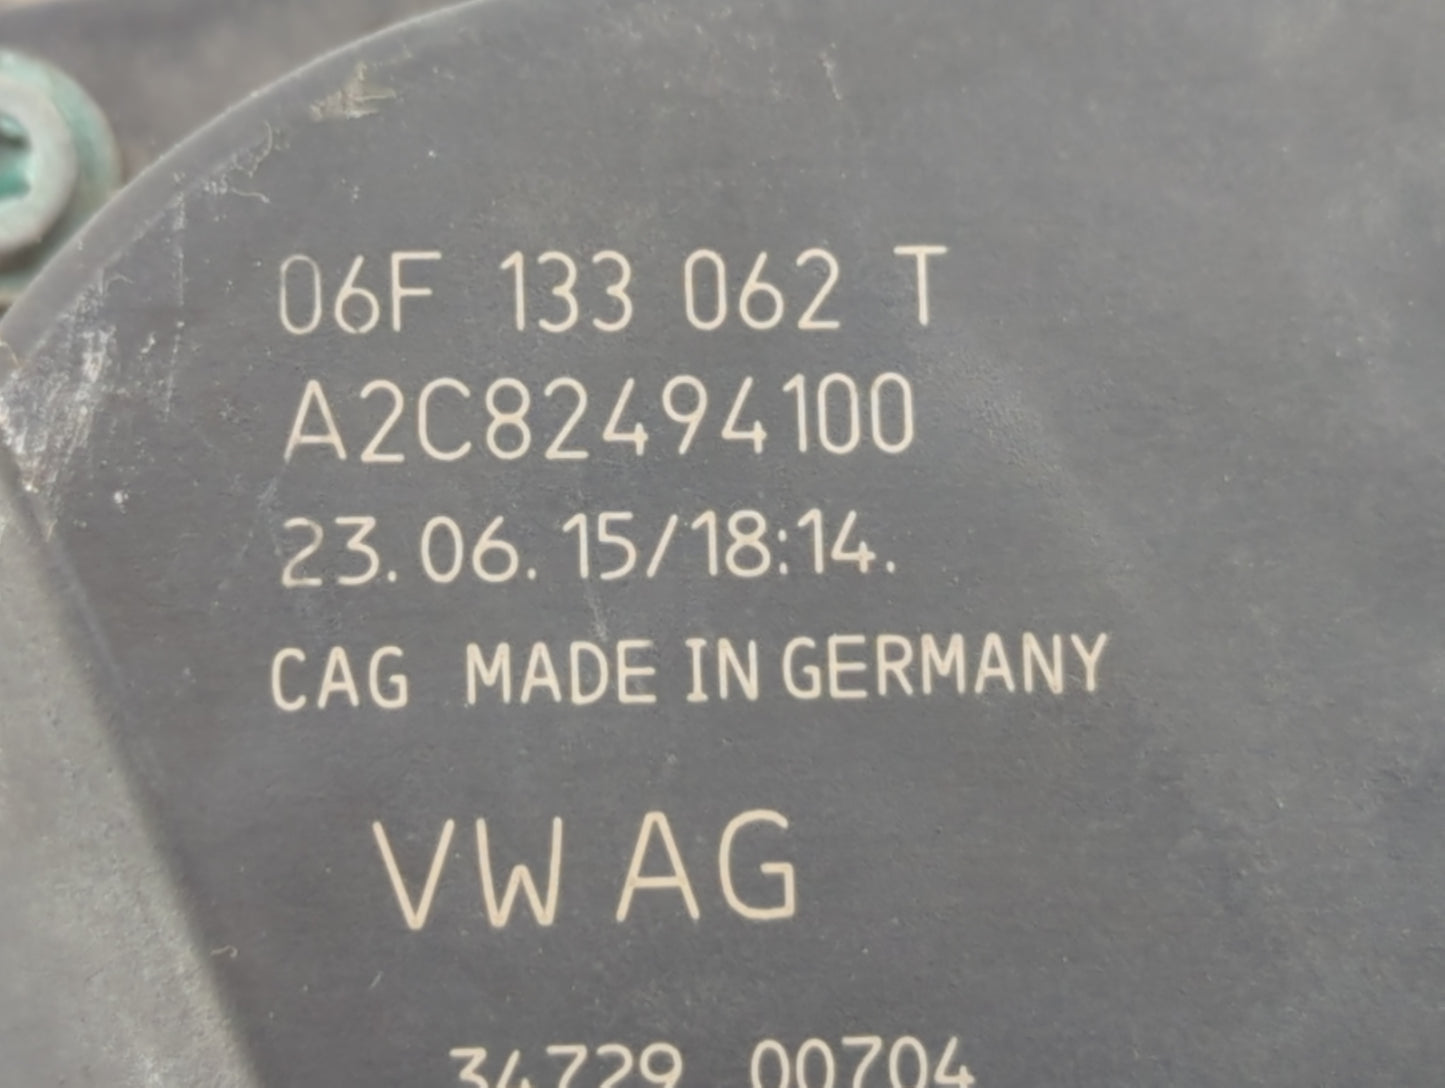 06F 133 062 T
A2C82494100
23.06.15/18:14.
CAG MADE IN GERMANY
VW AG
34729 00704